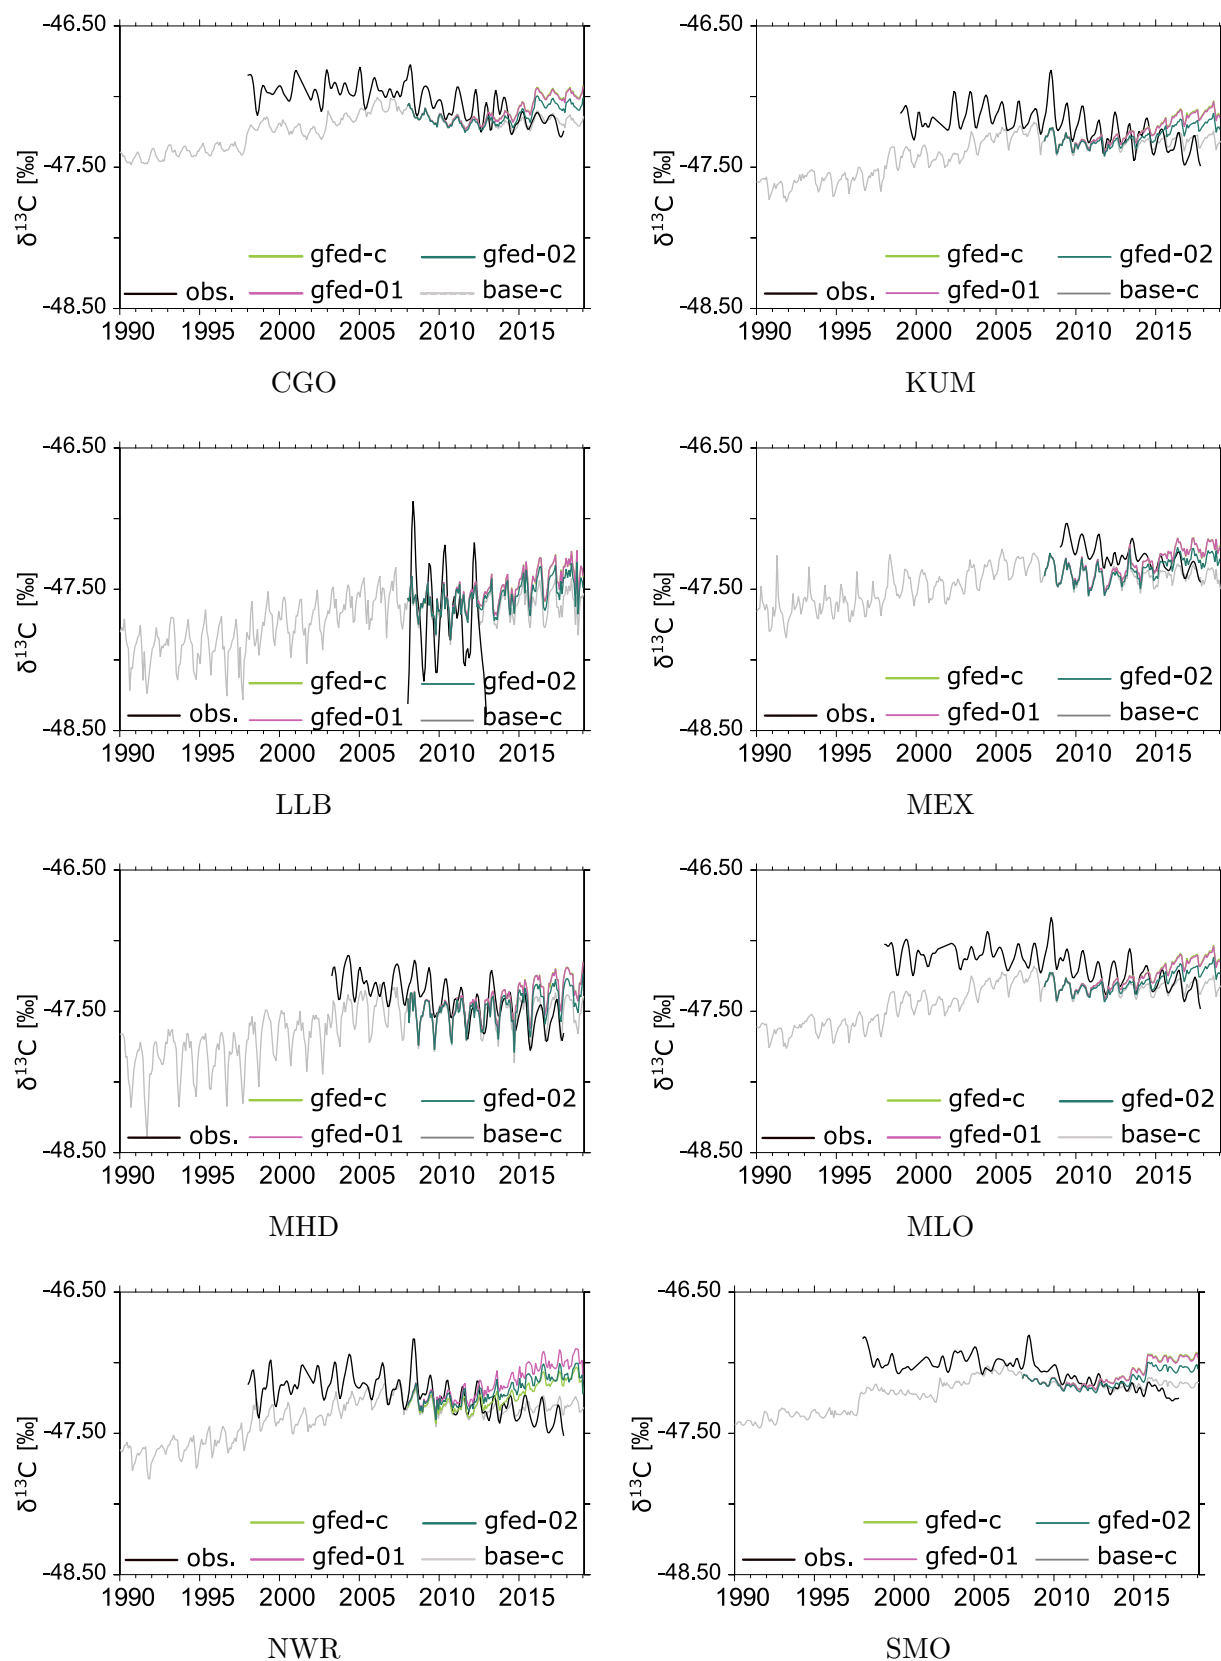 -46.50
-47.50
-48.50
δ¹³C [‰]
gfed-c gfed-02
obs. gfed-01 base-c
1990 1995 2000 2005 2010 2015
CGO
-46.50
-47.50
-48.50
δ¹³C [‰]
gfed-c gfed-02
obs. gfed-01 base-c
1990 1995 2000 2005 2010 2015
KUM
-46.50
-47.50
-48.50
δ¹³C [‰]
gfed-c gfed-02
obs. gfed-01 base-c
1990 1995 2000 2005 2010 2015
LLB
-46.50
-47.50
-48.50
δ¹³C [‰]
gfed-c gfed-02
obs. gfed-01 base-c
1990 1995 2000 2005 2010 2015
MEX
-46.50
-47.50
-48.50
δ¹³C [‰]
gfed-c gfed-02
obs. gfed-01 base-c
1990 1995 2000 2005 2010 2015
MHD
-46.50
-47.50
-48.50
δ¹³C [‰]
gfed-c gfed-02
obs. gfed-01 base-c
1990 1995 2000 2005 2010 2015
MLO
-46.50
-47.50
-48.50
δ¹³C [‰]
gfed-c gfed-02
obs. gfed-01 base-c
1990 1995 2000 2005 2010 2015
NWR
-46.50
-47.50
-48.50
δ¹³C [‰]
gfed-c gfed-02
obs. gfed-01 base-c
1990 1995 2000 2005 2010 2015
SMO